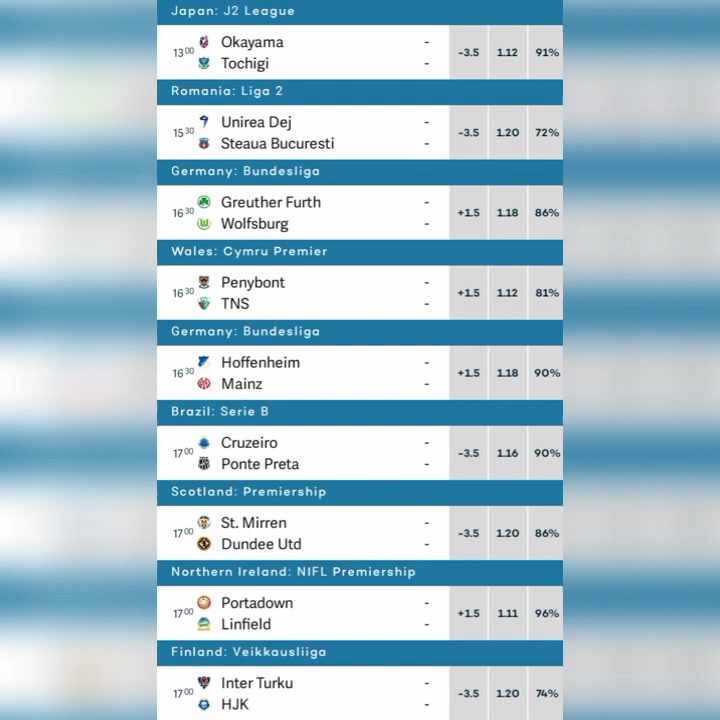 Japan: J2 League
13 00 Okayama - -3.5 1.12 91%
Tochigi -
Romania: Liga 2
15 30 Unirea Dej - -3.5 1.20 72%
Steaua Bucuresti -
Germany: Bundesliga
16 30 Greuther Furth - +1.5 1.18 86%
Wolfsburg -
Wales: Cymru Premier
16 30 Penybont - +1.5 1.12 81%
TNS -
Germany: Bundesliga
16 30 Hoffenheim - +1.5 1.18 90%
Mainz -
Brazil: Serie B
17 00 Cruzeiro - -3.5 1.16 90%
Ponte Preta -
Scotland: Premiership
17 00 St. Mirren - -3.5 1.20 86%
Dundee Utd -
Northern Ireland: NIFL Premiership
17 00 Portadown - +1.5 1.11 96%
Linfield -
Finland: Veikkausliiga
17 00 Inter Turku - -3.5 1.20 74%
HJK -